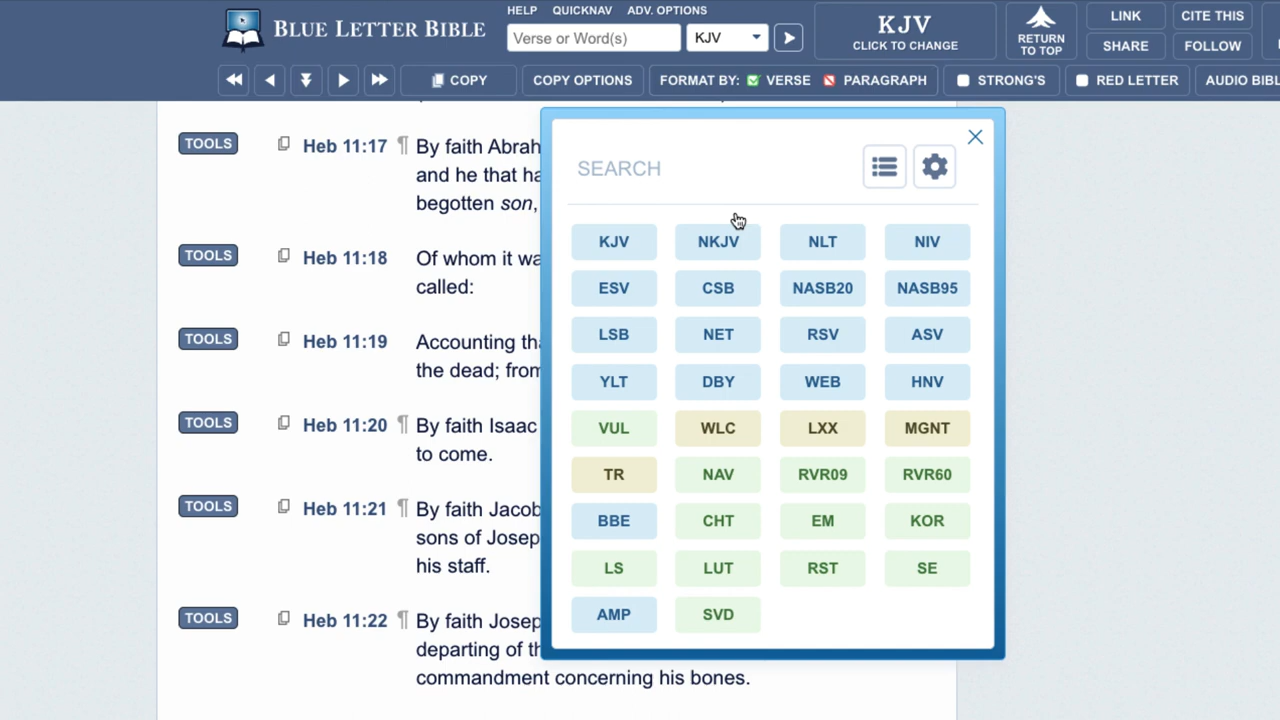 HELP QUICKNAV ADV. OPTIONS
BLUE LETTER BIBLE
Verse or Word(s) KJV
KJV
CLICK TO CHANGE
RETURN
TO TOP
LINK
CITE THIS
SHARE
FOLLOW
COPY COPY OPTIONS FORMAT BY: VERSE PARAGRAPH STRONG'S RED LETTER AUDIO BIBL
TOOLS Heb 11:17 ¶ By faith Abrah
and he that ha
begotten son,
TOOLS Heb 11:18 Of whom it wa
called:
TOOLS Heb 11:19 Accounting tha
the dead; from
TOOLS Heb 11:20 ¶ By faith Isaac
to come.
TOOLS Heb 11:21 ¶ By faith Jacob
sons of Josep
his staff.
TOOLS Heb 11:22 ¶ By faith Josep
departing of th
commandment concerning his bones.
SEARCH
KJV NKJV NLT NIV
ESV CSB NASB20 NASB95
LSB NET RSV ASV
YLT DBY WEB HNV
VUL WLC LXX MGNT
TR NAV RVR09 RVR60
BBE CHT EM KOR
LS LUT RST SE
AMP SVD